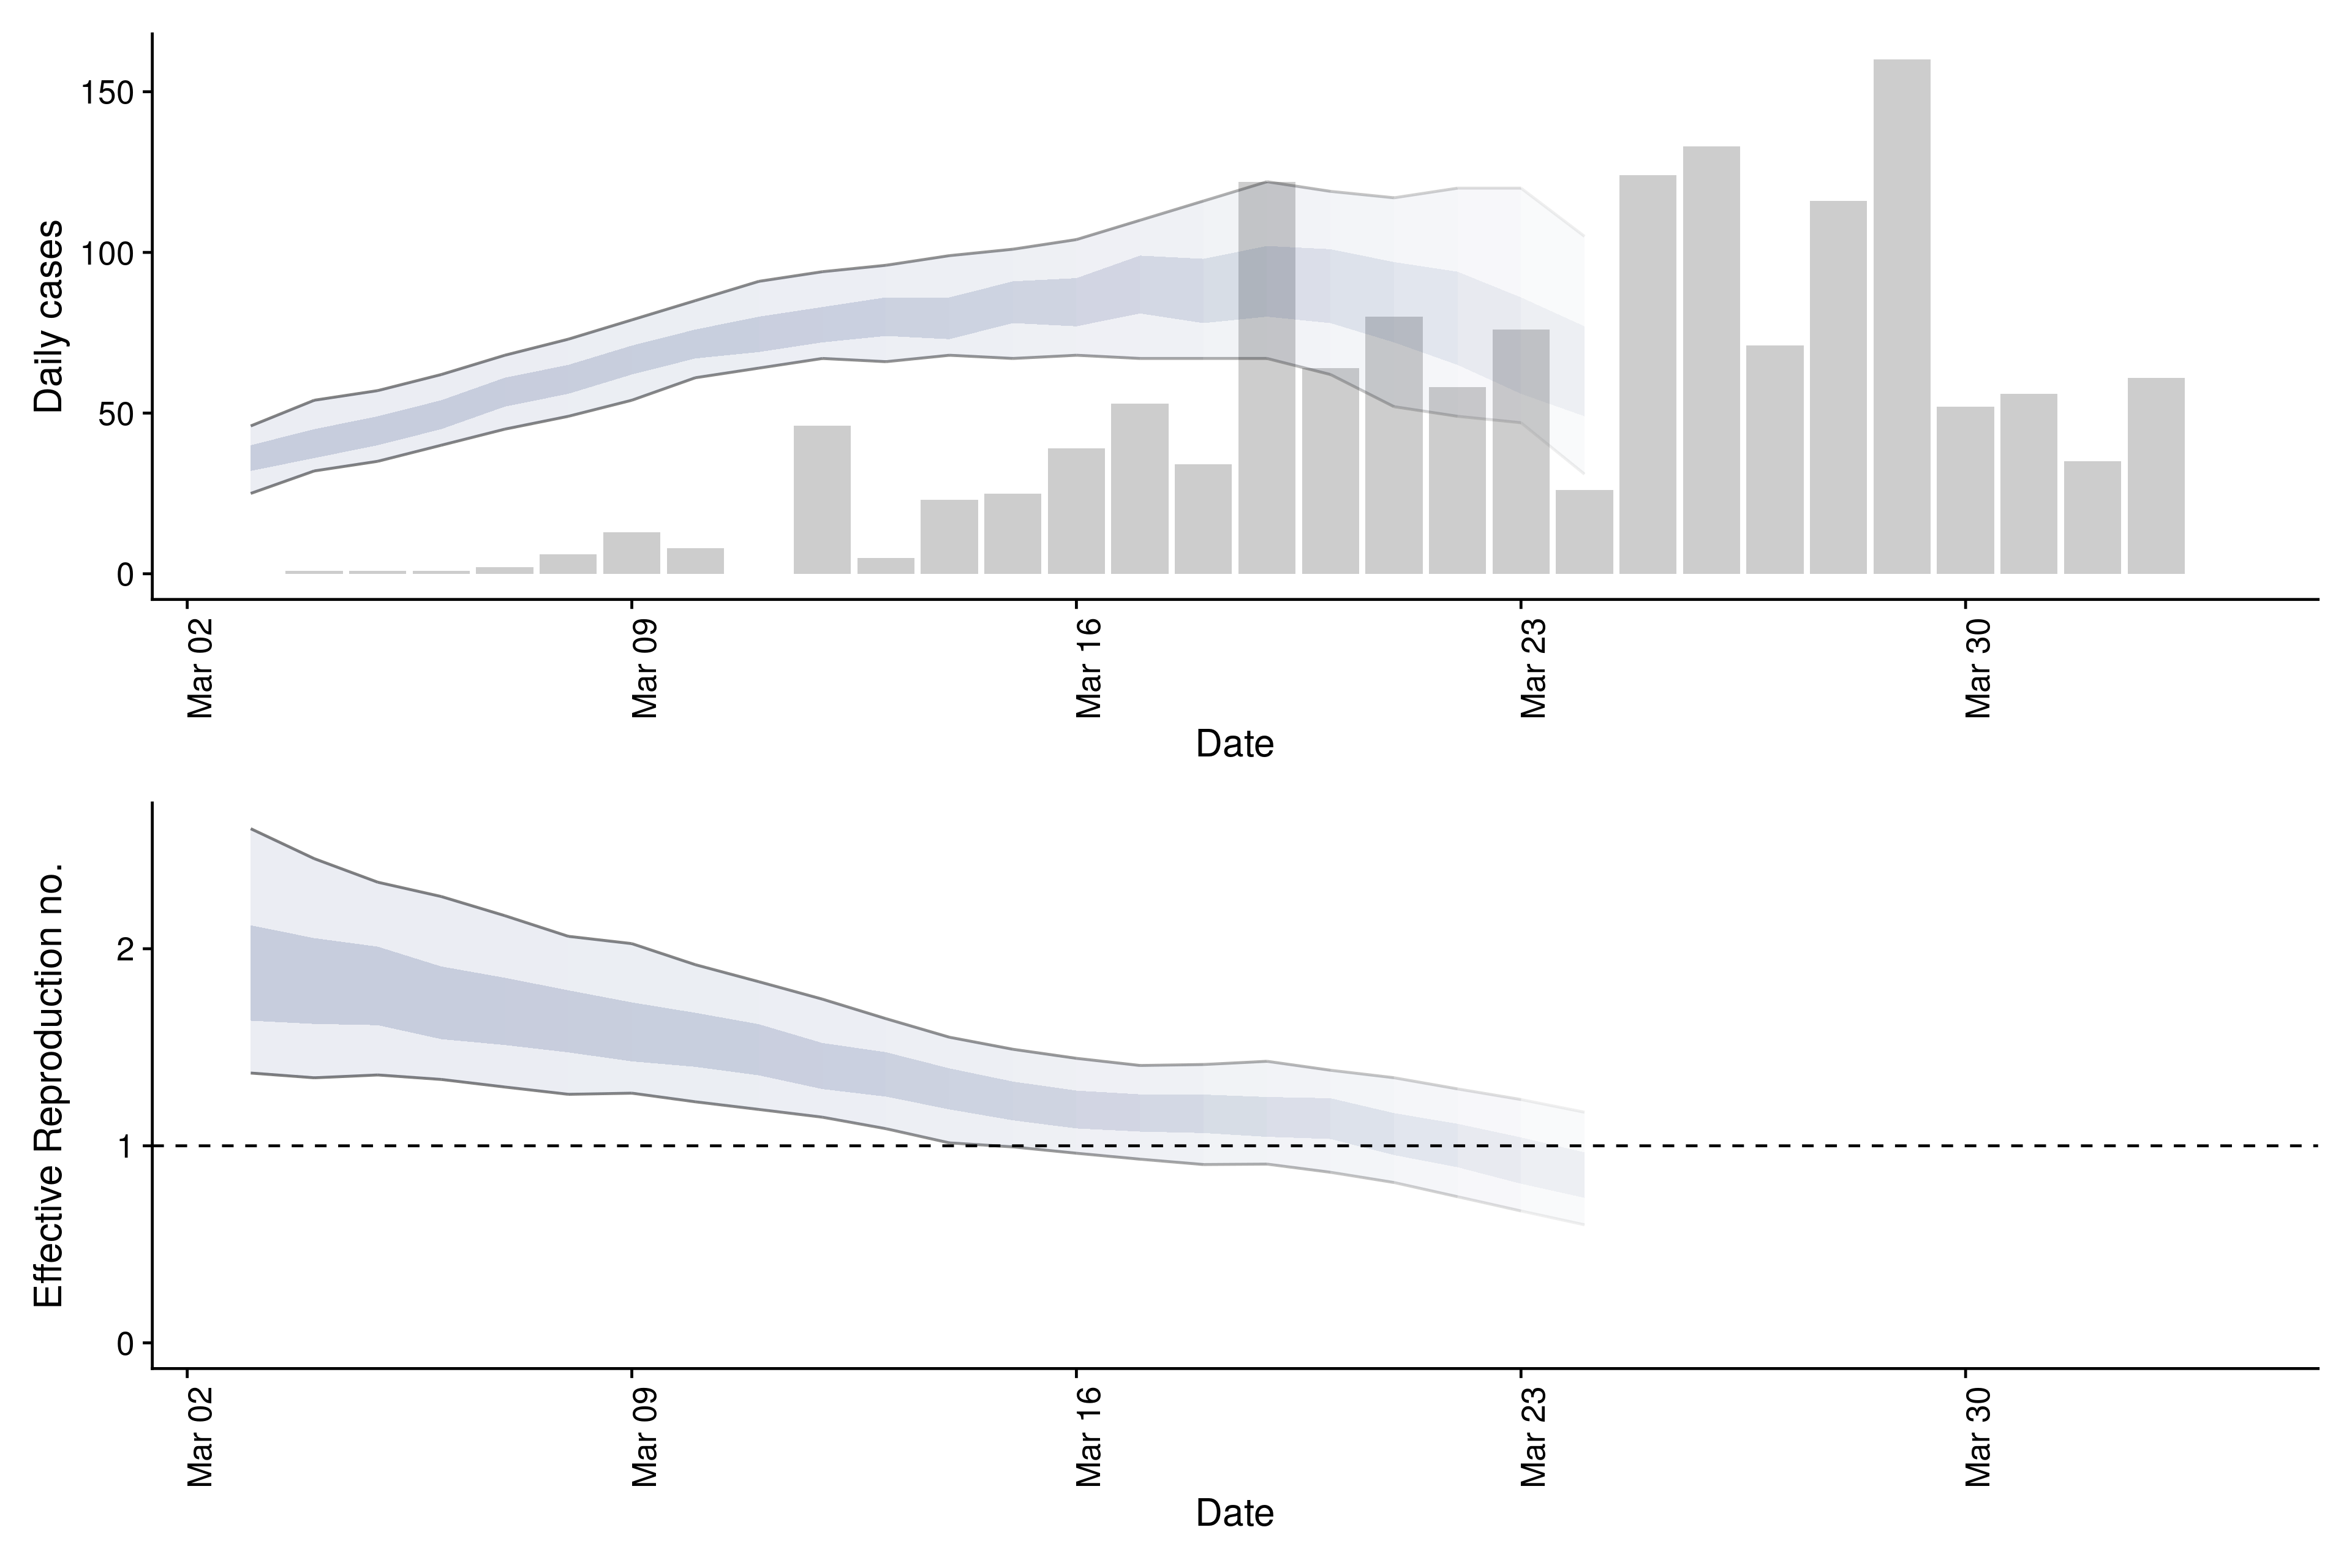 Daily cases
150
100
50
0
Mar 02
Mar 09
Mar 16
Mar 23
Mar 30
Date
Effective Reproduction no.
2
1
0
Mar 02
Mar 09
Mar 16
Mar 23
Mar 30
Date